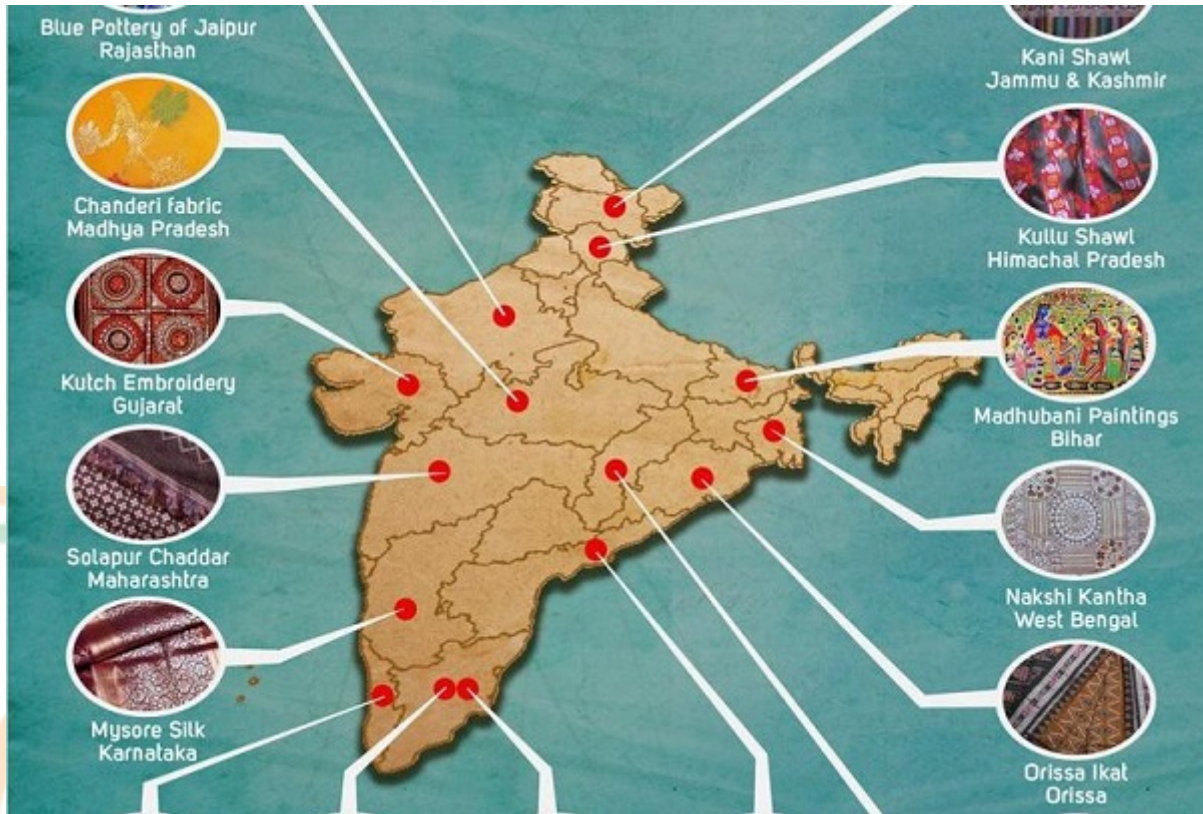 Blue Pottery of Jaipur
Rajasthan
Chanderi fabric
Madhya Pradesh
Kutch Embroidery
Gujarat
Solapur Chaddar
Maharashtra
Mysore Silk
Karnataka
Kani Shawl
Jammu & Kashmir
Kullu Shawl
Himachal Pradesh
Madhubani Paintings
Bihar
Nakshi Kantha
West Bengal
Orissa Ikat
Orissa